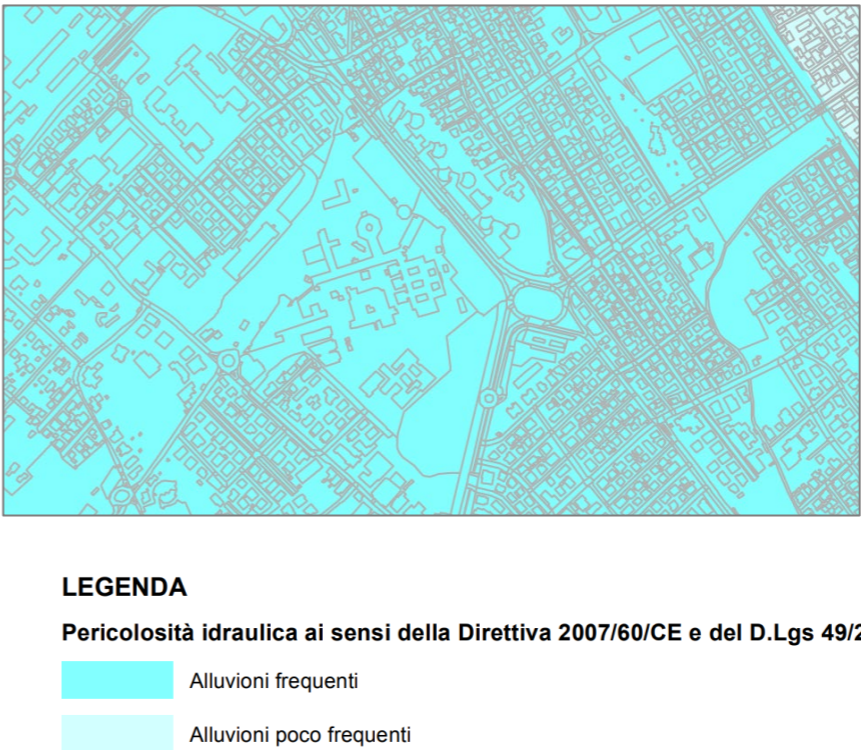 LEGENDA
Pericolosità idraulica ai sensi della Direttiva 2007/60/CE e del D.Lgs 49/2
Alluvioni frequenti
Alluvioni poco frequenti